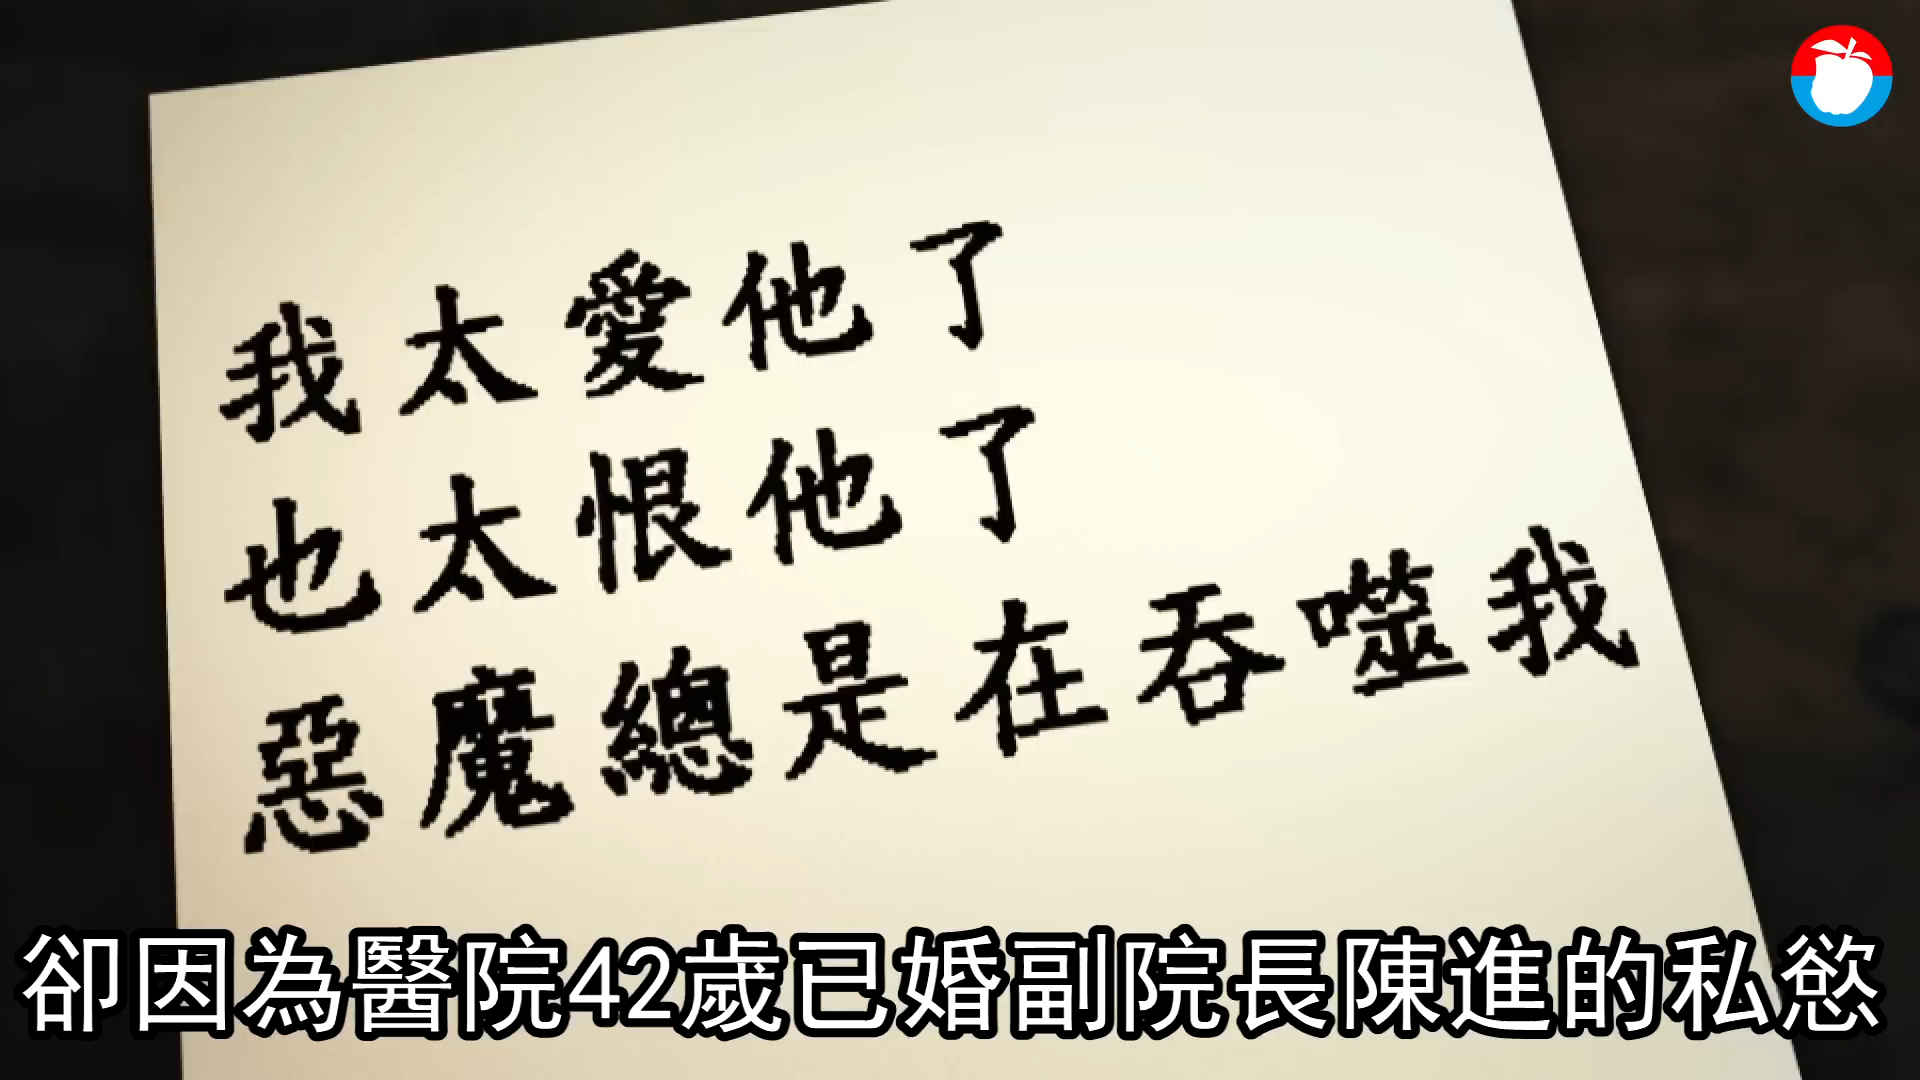 我太愛他了
也太恨他了
惡魔總是在吞噬我
卻因為醫院42歲已婚副院長陳進的私慾